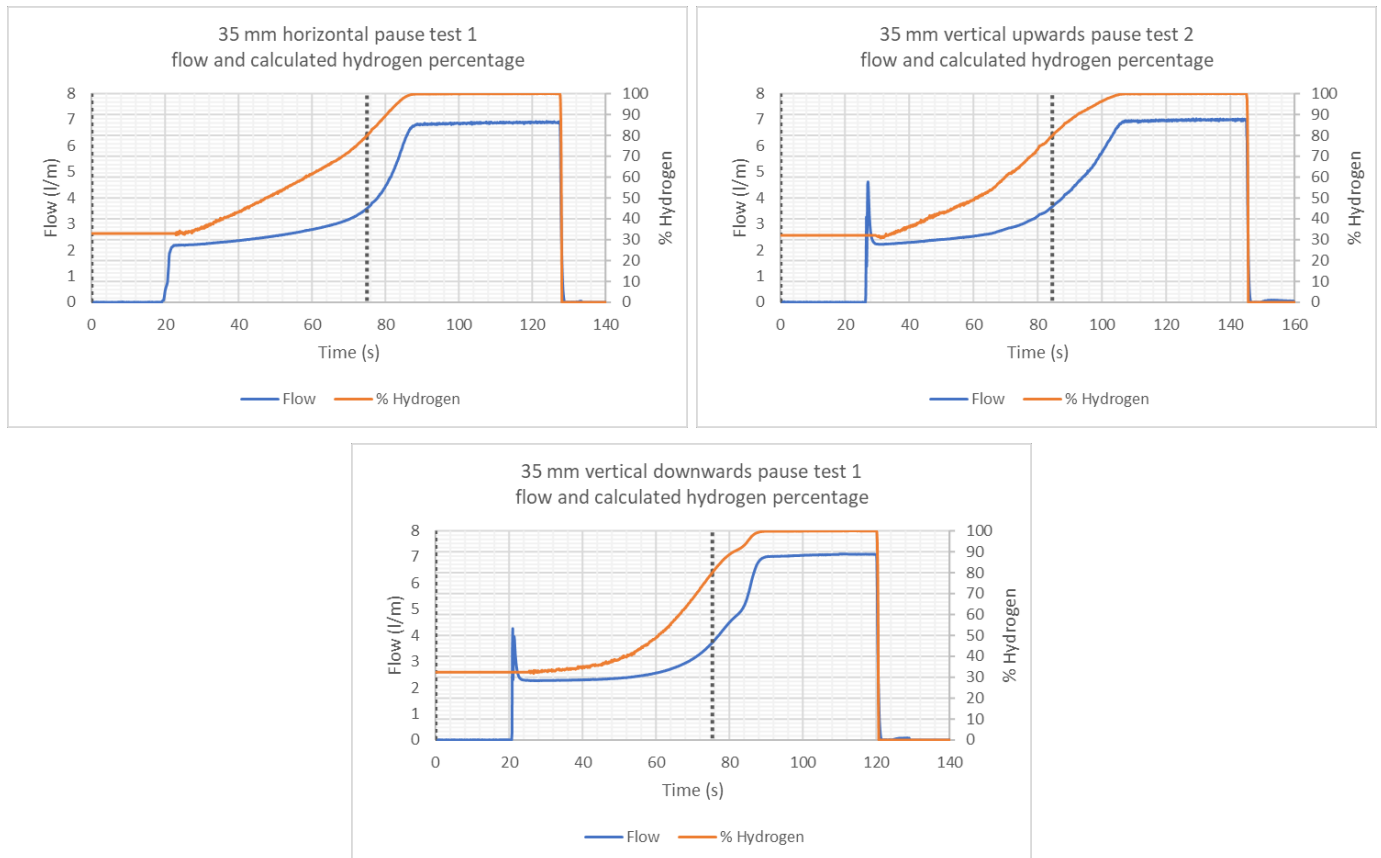 35 mm horizontal pause test 1
flow and calculated hydrogen percentage
8
7
6
5
4
3
2
1
0
Flow (l/m)
100
90
80
70
60
50
40
30
20
10
0
% Hydrogen
0 20 40 60 80 100 120 140
Time (s)
Flow % Hydrogen
35 mm vertical upwards pause test 2
flow and calculated hydrogen percentage
8
7
6
5
4
3
2
1
0
Flow (l/m)
100
90
80
70
60
50
40
30
20
10
0
% Hydrogen
0 20 40 60 80 100 120 140 160
Time (s)
Flow % Hydrogen
35 mm vertical downwards pause test 1
flow and calculated hydrogen percentage
8
7
6
5
4
3
2
1
0
Flow (l/m)
100
90
80
70
60
50
40
30
20
10
0
% Hydrogen
0 20 40 60 80 100 120 140
Time (s)
Flow % Hydrogen